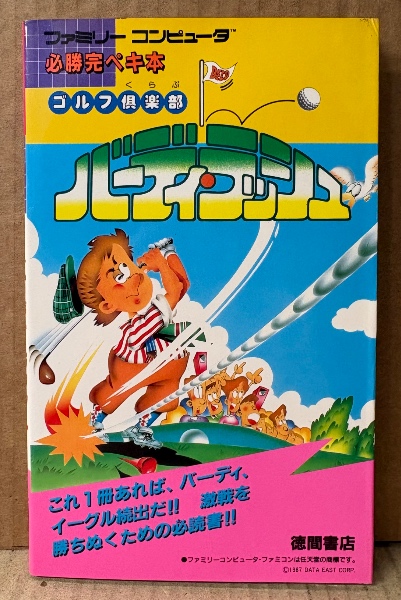 ファミリー コンピュータ™
必勝完ペキ本
くらぶ
ゴルフ倶楽部
DECO
バーディ・ラッシュ
これ1冊あれば、バーディ、
イーグル続出だ!! 激戦を
勝ちぬくための必読書!!
徳間書店
●ファミリーコンピュータ・ファミコンは任天堂の商標です。
©1987 DATA EAST CORP.